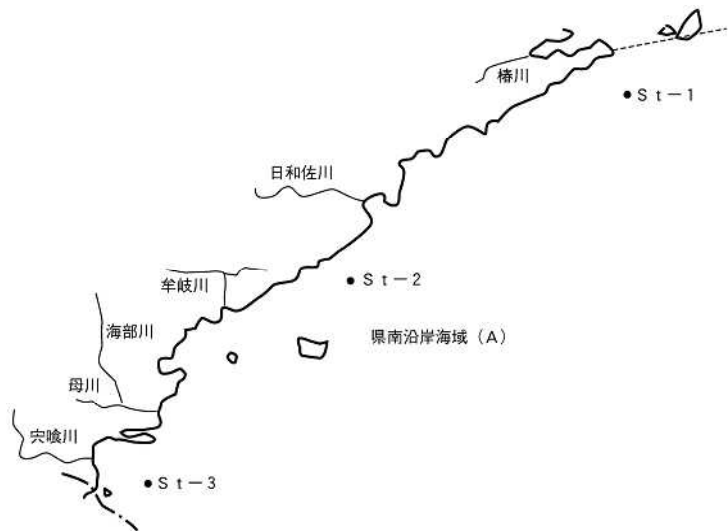 椿川
●St－1
日和佐川
●St－2
牟岐川
海部川
県南沿岸海域（A）
母川
宍喰川
●St－3